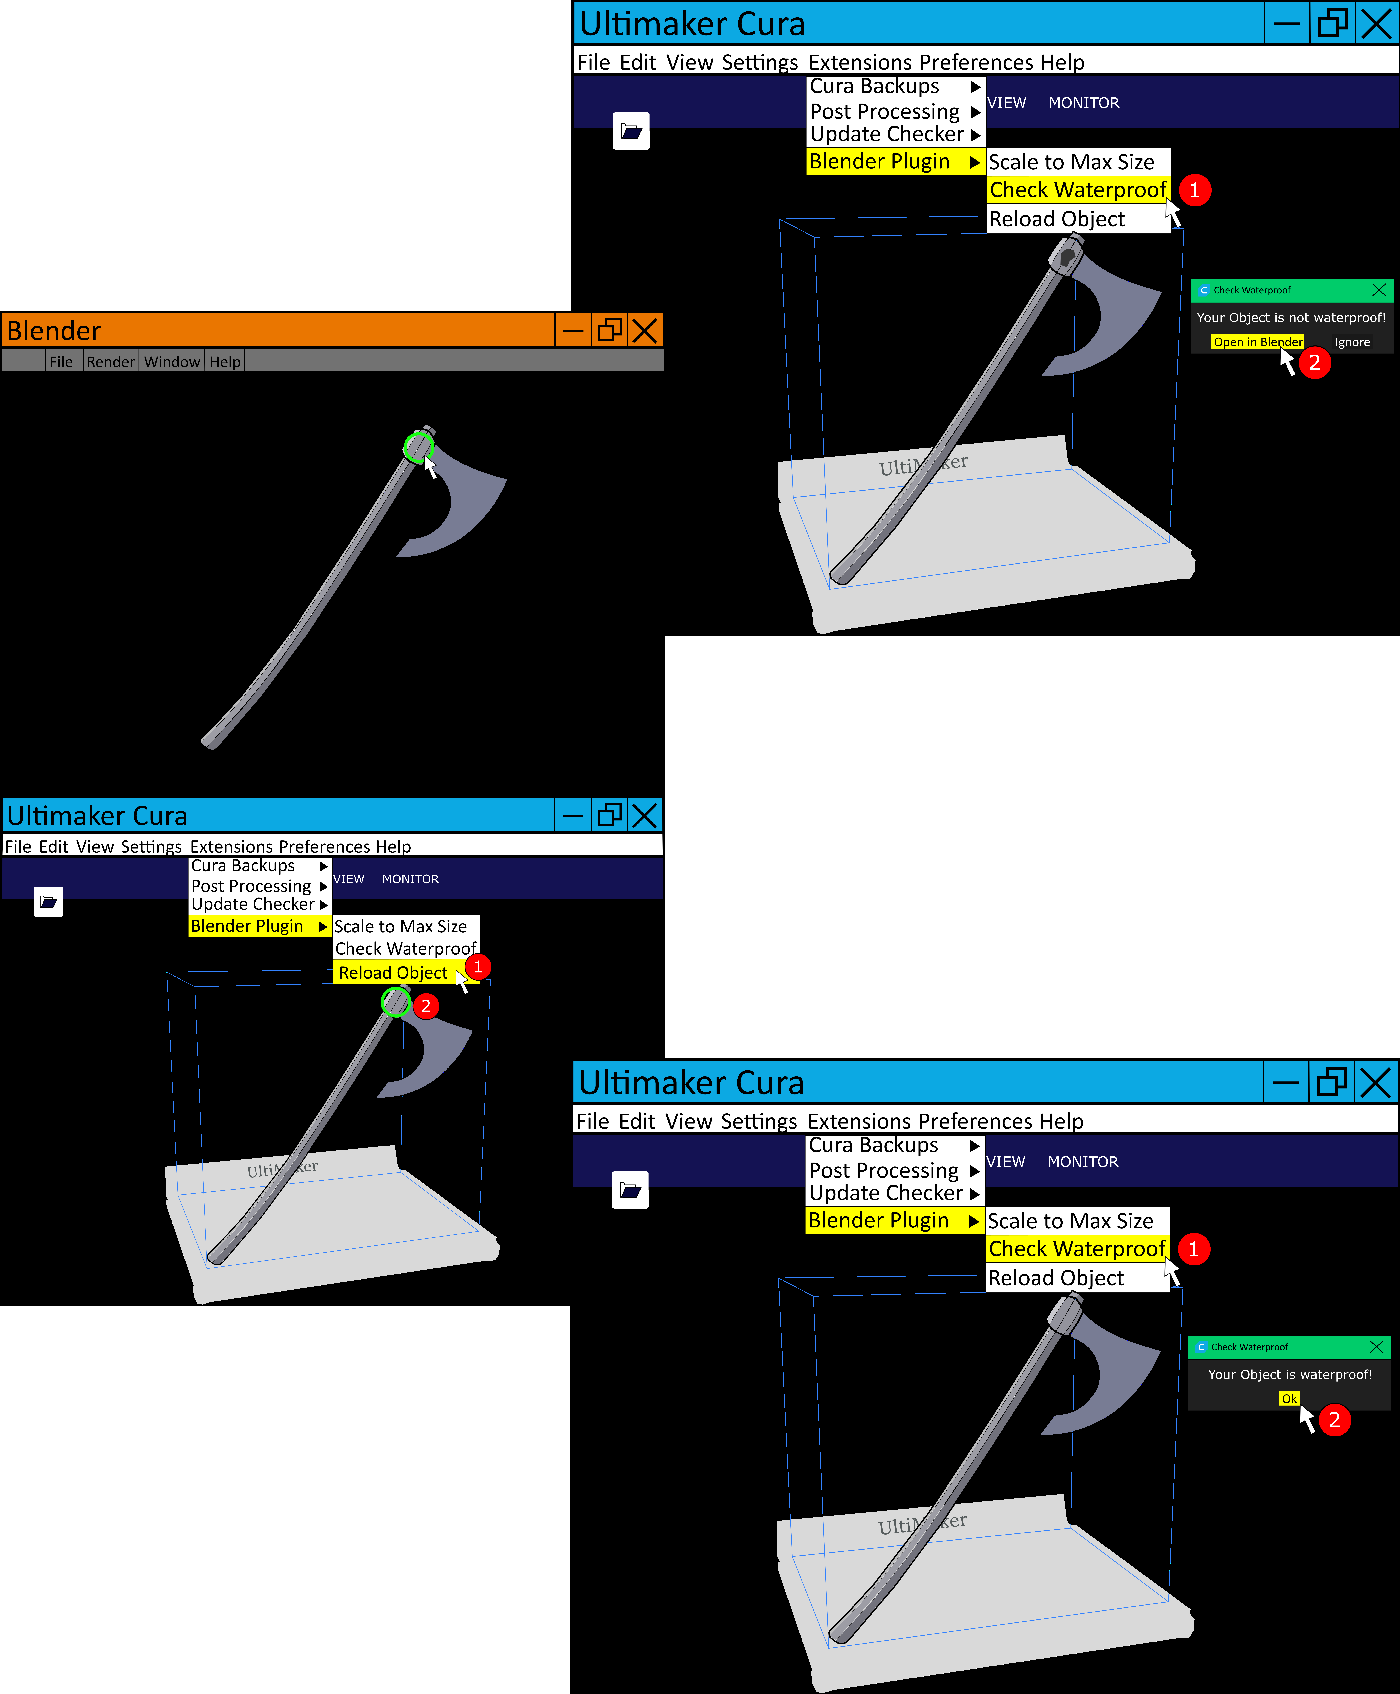 Ultimaker Cura
File Edit View Settings Extensions Preferences Help
Cura Backups
VIEW MONITOR
Post Processing
Update Checker
Blender Plugin
Scale to Max Size
Check Waterproof
1
Reload Object
C Check Waterproof
Your Object is not waterproof!
Open in Blender Ignore
2
UltiMaker
Blender
File Render Window Help
Ultimaker Cura
File Edit View Settings Extensions Preferences Help
Cura Backups
VIEW MONITOR
Post Processing
Update Checker
Blender Plugin
Scale to Max Size
Check Waterproof
Reload Object
1
2
UltiMaker
Ultimaker Cura
File Edit View Settings Extensions Preferences Help
Cura Backups
VIEW MONITOR
Post Processing
Update Checker
Blender Plugin
Scale to Max Size
Check Waterproof
1
Reload Object
C Check Waterproof
Your Object is waterproof!
Ok
2
UltiMaker